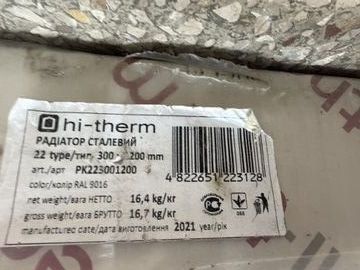 hi-therm
РАДІАТОР СТАЛЕВИЙ
22 type/тип 300 200 mm
art./арт РК223001200
color/колір RAL 9016
net weight/вага НЕТТО 16,4 kg/кг
gross weight/вага БРУТТО 16,7 kg/кг
manufactured date/дата виготовлення 2021 year/рік
4 822651 223128